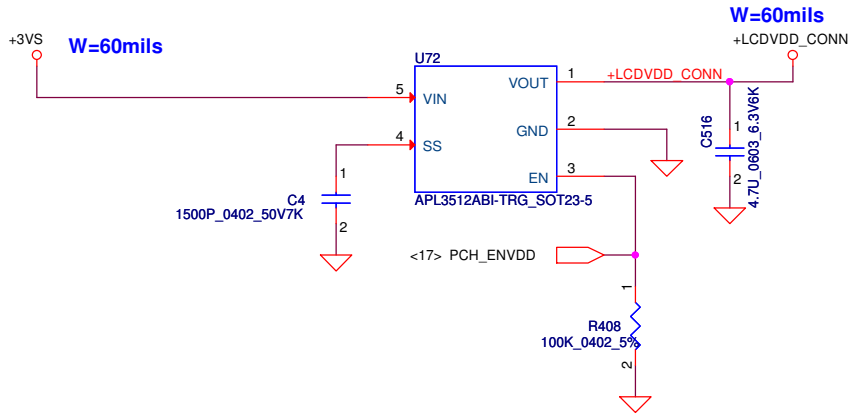 W=60mils
+3VS
W=60mils
+LCDVDD_CONN
U72
5
VIN
VOUT
1
+LCDVDD_CONN
4
SS
GND
2
EN
3
APL3512ABI-TRG_SOT23-5
1
C4
1500P_0402_50V7K
2
1
C516
4.7U_0603_6.3V6K
2
<17> PCH_ENVDD
1
R408
100K_0402_5%
2